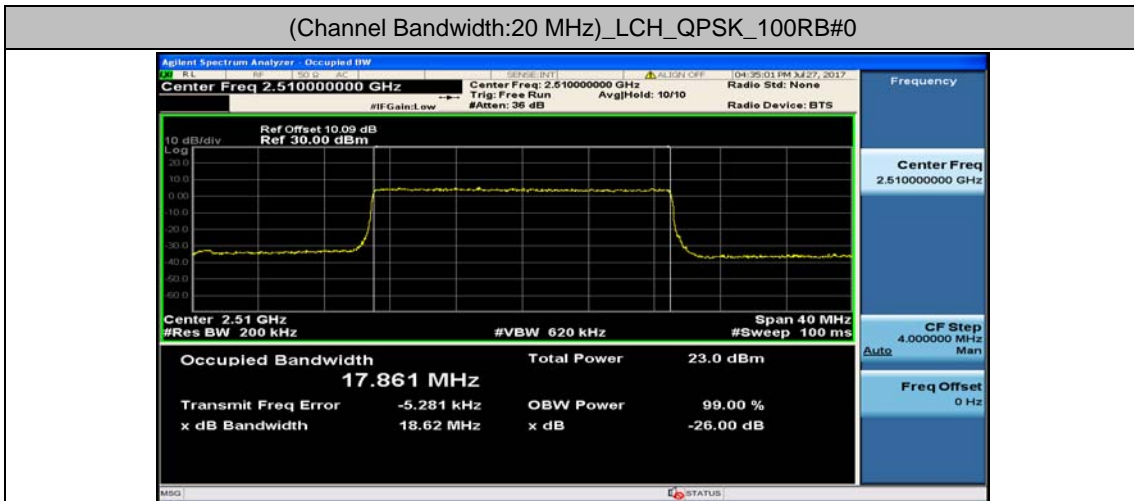 (Channel Bandwidth:20 MHz)_LCH_QPSK_100RB#0
Agilent Spectrum Analyzer - Occupied BW
RL RF 50 Ω AC SENSE:INT ALIGN OFF 04:35:01 PM Jul 27, 2017
Center Freq 2.510000000 GHz
Center Freq: 2.510000000 GHz
Radio Std: None
Trig: Free Run Avg|Hold: 10/10
#IFGain:Low #Atten: 36 dB Radio Device: BTS
Ref Offset 10.09 dB
10 dB/div Ref 30.00 dBm
Log
20.0
10.0
0.00
-10.0
-20.0
-30.0
-40.0
-50.0
-60.0
Center 2.51 GHz Span 40 MHz
#Res BW 200 kHz #VBW 620 kHz #Sweep 100 ms
Occupied Bandwidth Total Power 23.0 dBm
17.861 MHz
Transmit Freq Error -5.281 kHz OBW Power 99.00 %
x dB Bandwidth 18.62 MHz x dB -26.00 dB
Frequency
Center Freq
2.510000000 GHz
CF Step
4.000000 MHz
Auto Man
Freq Offset
0 Hz
MSG STATUS